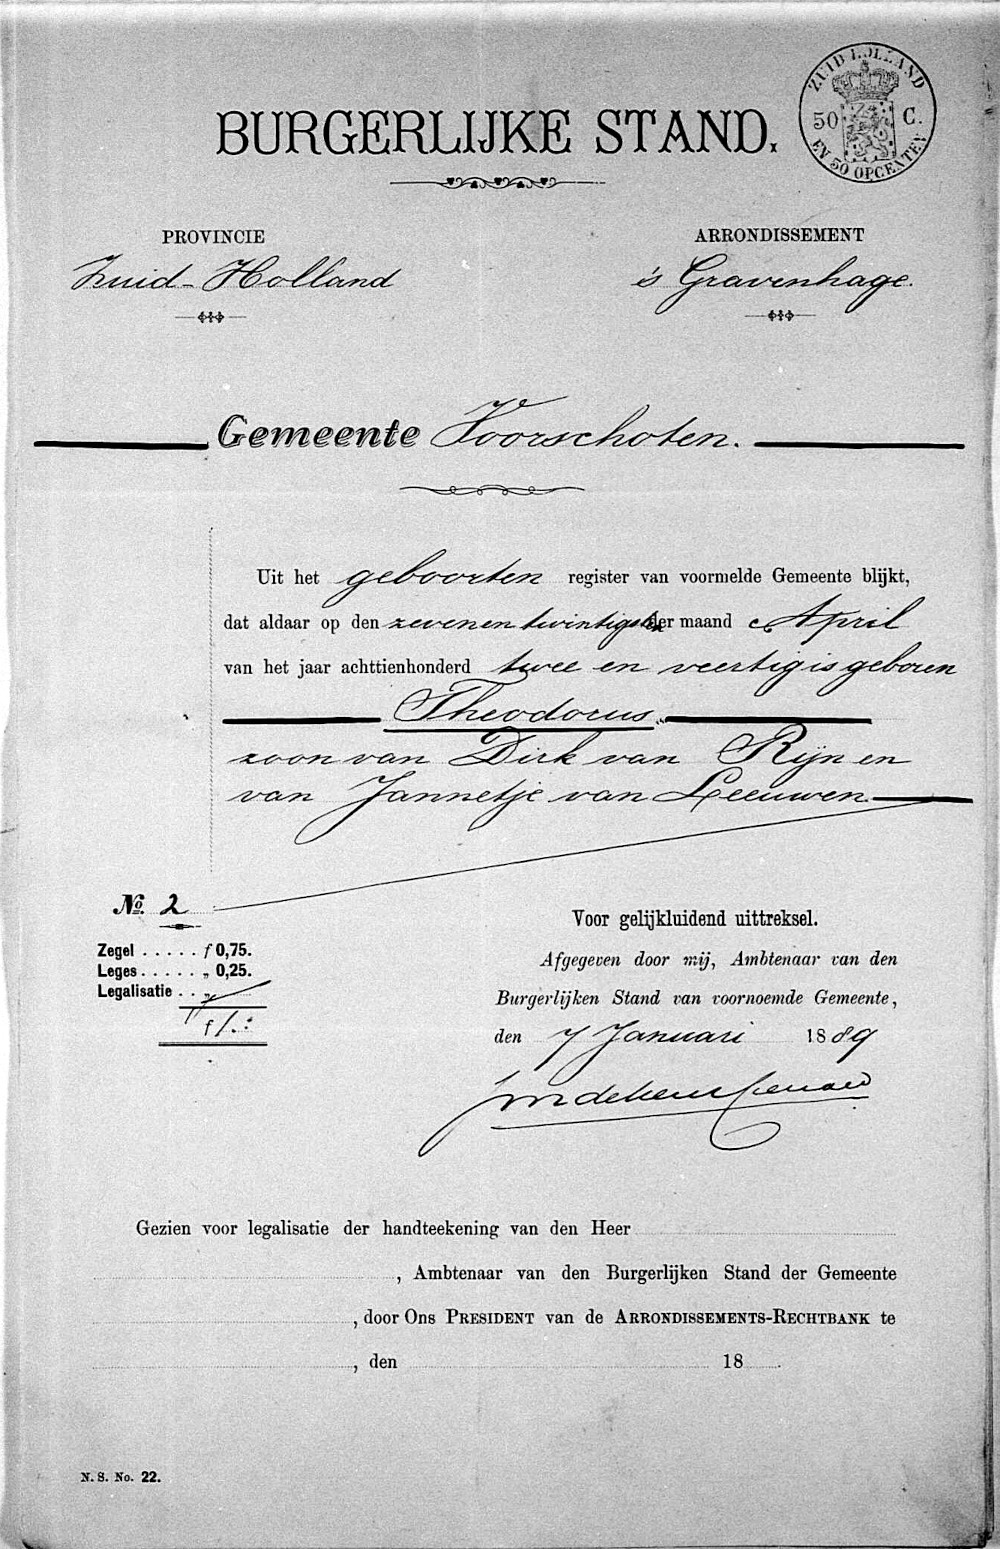 ZUID HOLLAND
50 C.
EN 50 OPCENTEN
BURGERLIJKE STAND.
PROVINCIE
Zuid-Holland
ARRONDISSEMENT
's Gravenhage.
Gemeente Voorschoten.
Uit het geboorten register van voormelde Gemeente blijkt,
dat aldaar op den zevenentwintigste der maand April
van het jaar achttienhonderd twee en veertig is geboren
Theodorus,
zoon van Dirk van Rijn en
van Jannetje van Leeuwen.
No. 2
Zegel . . . . . f 0,75.
Leges . . . . . „ 0,25.
Legalisatie . . „
f 1.:
Voor gelijkluidend uittreksel.
Afgegeven door mij, Ambtenaar van den
Burgerlijken Stand van voornoemde Gemeente,
den 7 Januari 1889
Gezien voor legalisatie der handteekening van den Heer
, Ambtenaar van den Burgerlijken Stand der Gemeente
, door Ons PRESIDENT van de ARRONDISSEMENTS-RECHTBANK te
, den 18
N. S. No. 22.